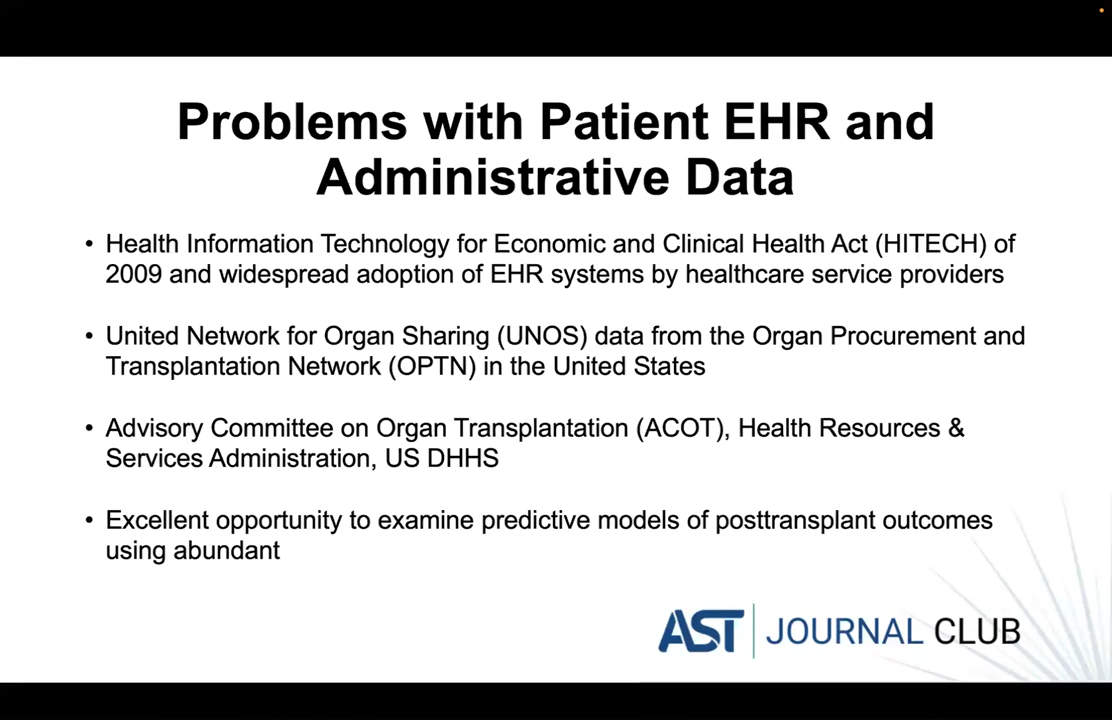 Problems with Patient EHR and
Administrative Data
• Health Information Technology for Economic and Clinical Health Act (HITECH) of
2009 and widespread adoption of EHR systems by healthcare service providers
• United Network for Organ Sharing (UNOS) data from the Organ Procurement and
Transplantation Network (OPTN) in the United States
• Advisory Committee on Organ Transplantation (ACOT), Health Resources &
Services Administration, US DHHS
• Excellent opportunity to examine predictive models of posttransplant outcomes
using abundant
AST JOURNAL CLUB